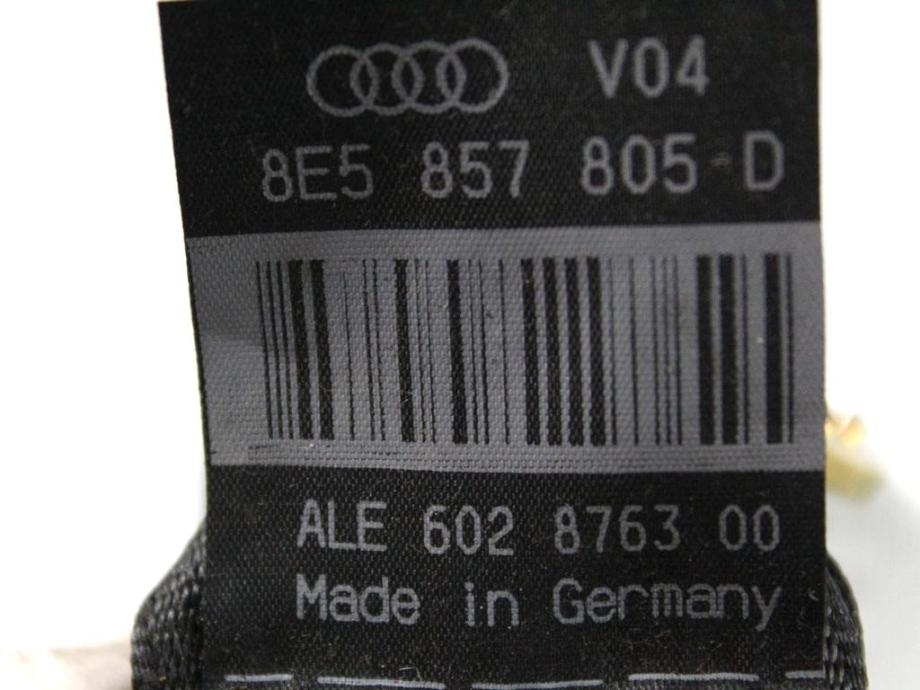 V04
8E5 857 805 D
ALE 602 8763 00
Made in Germany